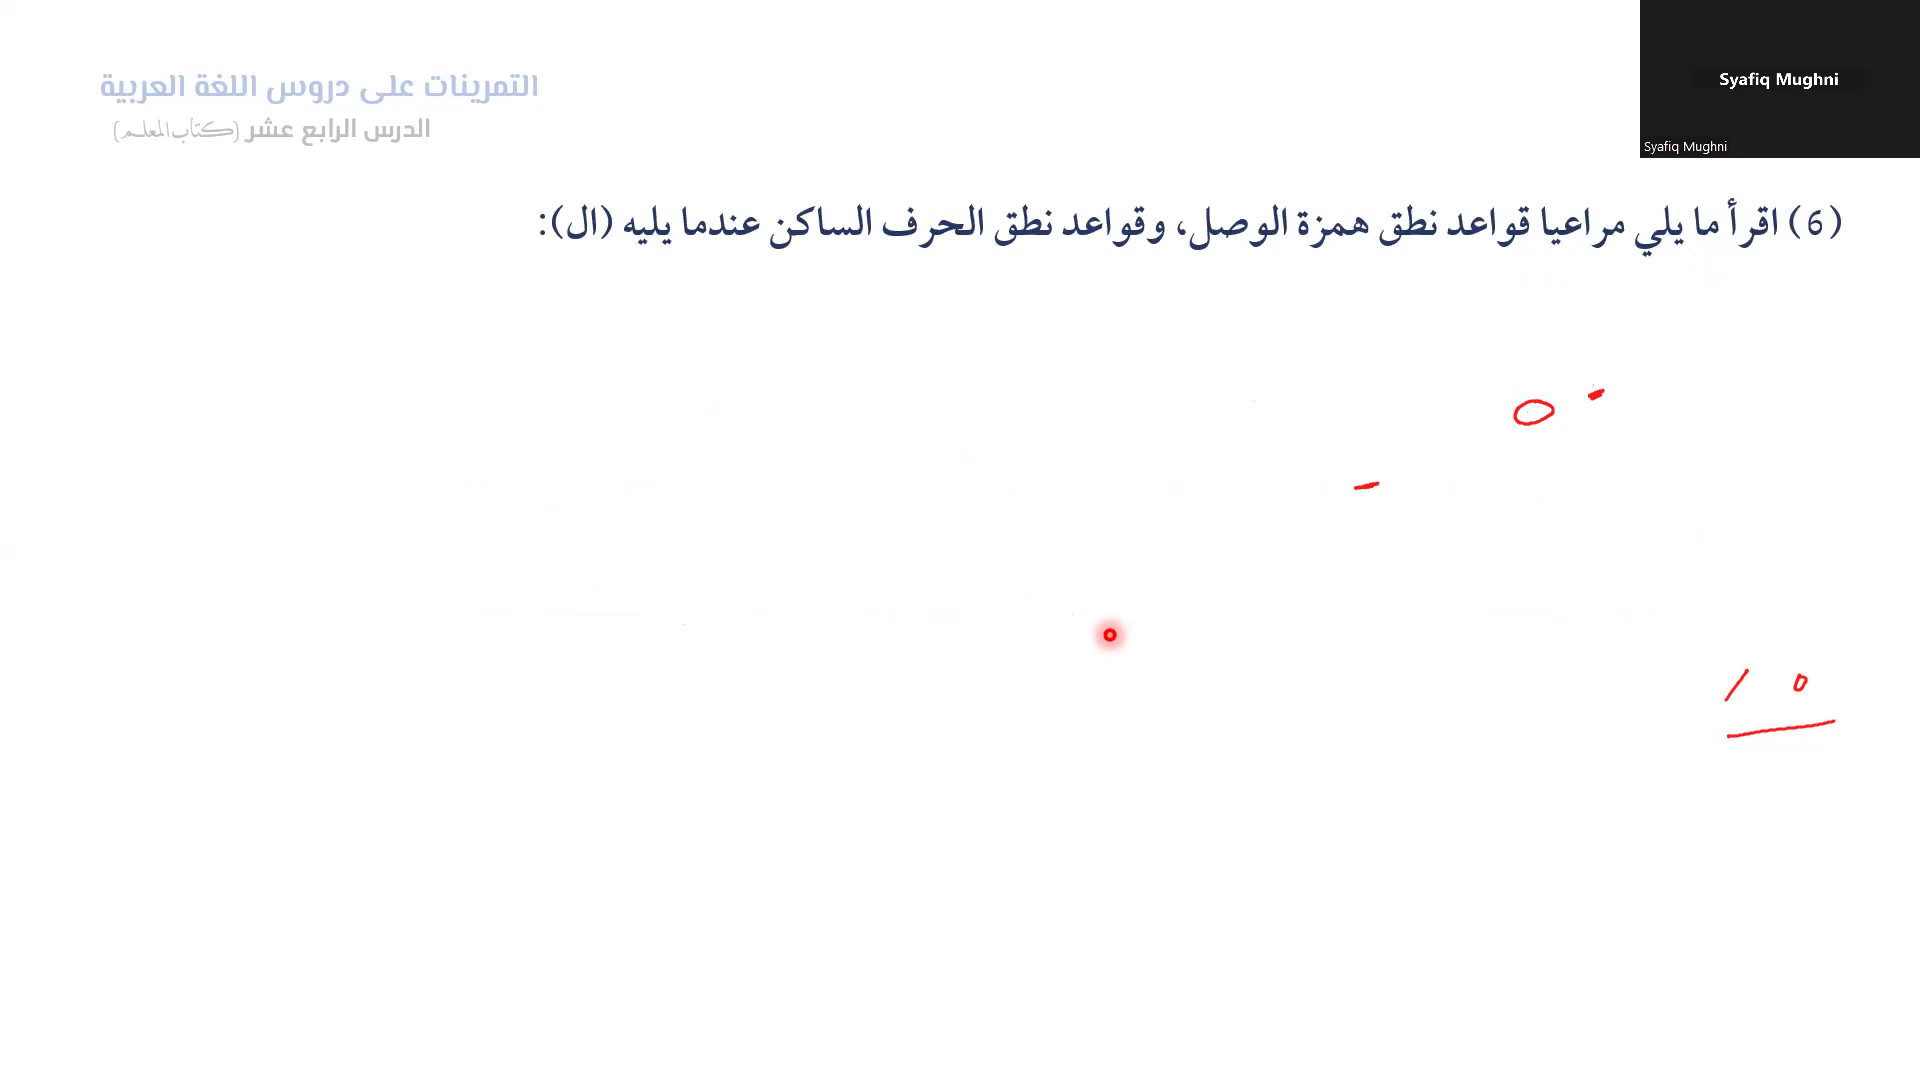 التمرينات على دروس اللغة العربية
الدرس الرابع عشر (كتاب المعلم)
Syafiq Mughni
Syafiq Mughni
(6) اقرأ ما يلي مراعيا قواعد نطق همزة الوصل، وقواعد نطق الحرف الساكن عندما يليه (ال):